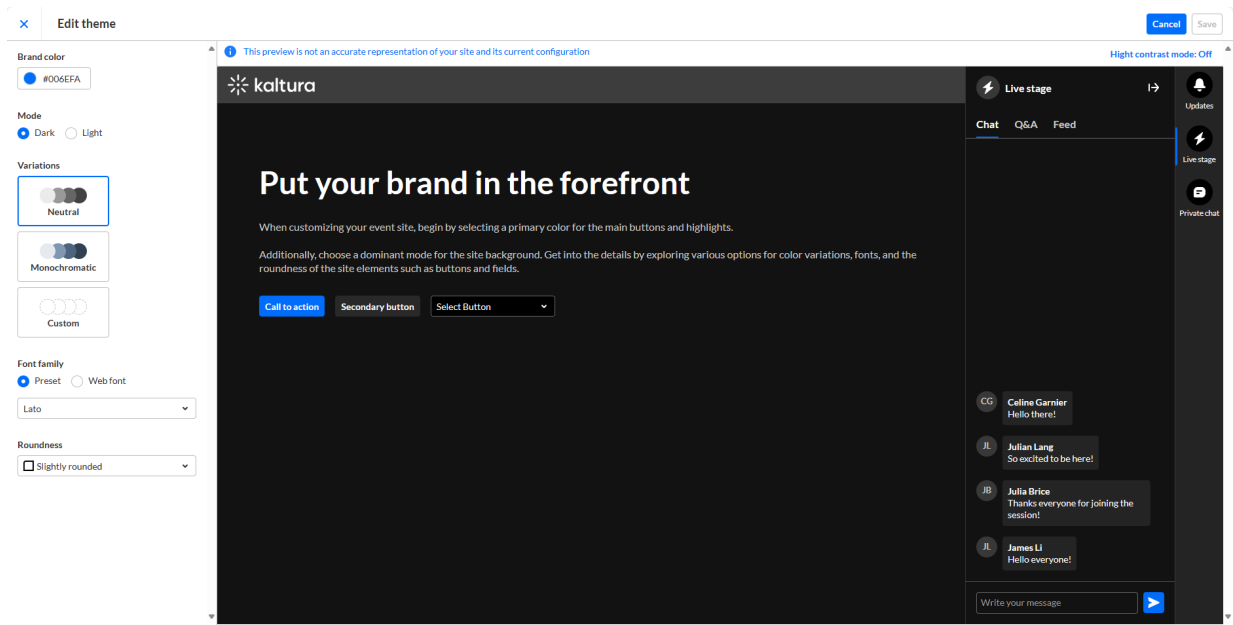 Edit theme
Cancel
Save
Brand color
#006EFA
Mode
Dark
Light
Variations
Neutral
Monochromatic
Custom
Font family
Preset
Web font
Lato
Roundness
Slightly rounded
This preview is not an accurate representation of your site and its current configuration
Hight contrast mode: Off
kaltura
Put your brand in the forefront
When customizing your event site, begin by selecting a primary color for the main buttons and highlights.
Additionally, choose a dominant mode for the site background. Get into the details by exploring various options for color variations, fonts, and the
roundness of the site elements such as buttons and fields.
Call to action
Secondary button
Select Button
Live stage
Chat
Q&A
Feed
CG
Celine Garnier
Hello there!
JL
Julian Lang
So excited to be here!
JB
Julia Brice
Thanks everyone for joining the
session!
JL
James Li
Hello everyone!
Write your message
Updates
Live stage
Private chat